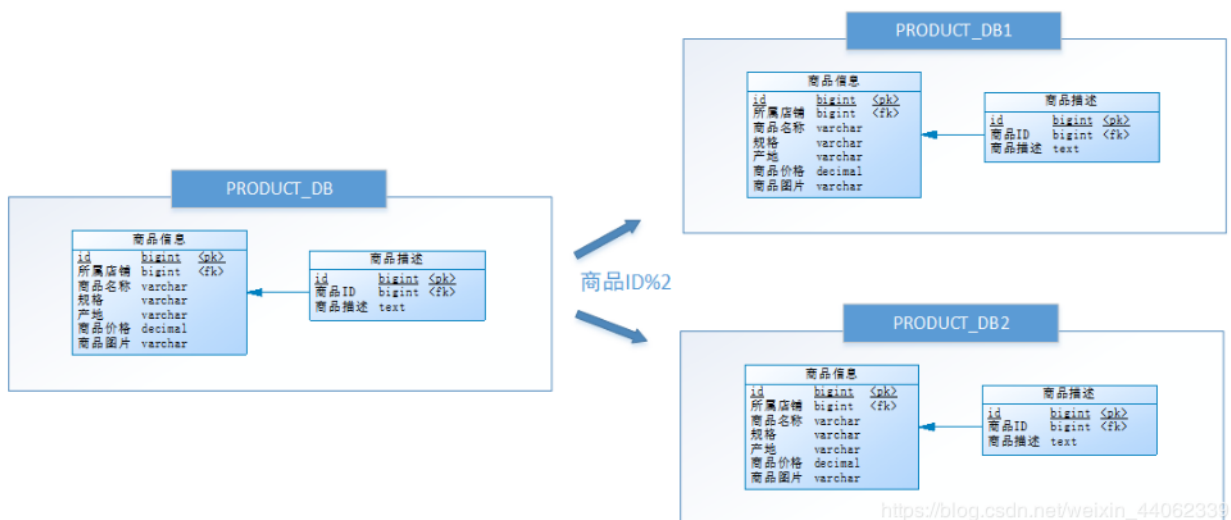 PRODUCT_DB
商品信息
id bigint <pk>
所属店铺 bigint <fk>
商品名称 varchar
规格 varchar
产地 varchar
商品价格 decimal
商品图片 varchar
商品描述
id bigint <pk>
商品ID bigint <fk>
商品描述 text
商品ID%2
PRODUCT_DB1
商品信息
id bigint <pk>
所属店铺 bigint <fk>
商品名称 varchar
规格 varchar
产地 varchar
商品价格 decimal
商品图片 varchar
商品描述
id bigint <pk>
商品ID bigint <fk>
商品描述 text
PRODUCT_DB2
商品信息
id bigint <pk>
所属店铺 bigint <fk>
商品名称 varchar
规格 varchar
产地 varchar
商品价格 decimal
商品图片 varchar
商品描述
id bigint <pk>
商品ID bigint <fk>
商品描述 text
https://blog.csdn.net/weixin_44062339